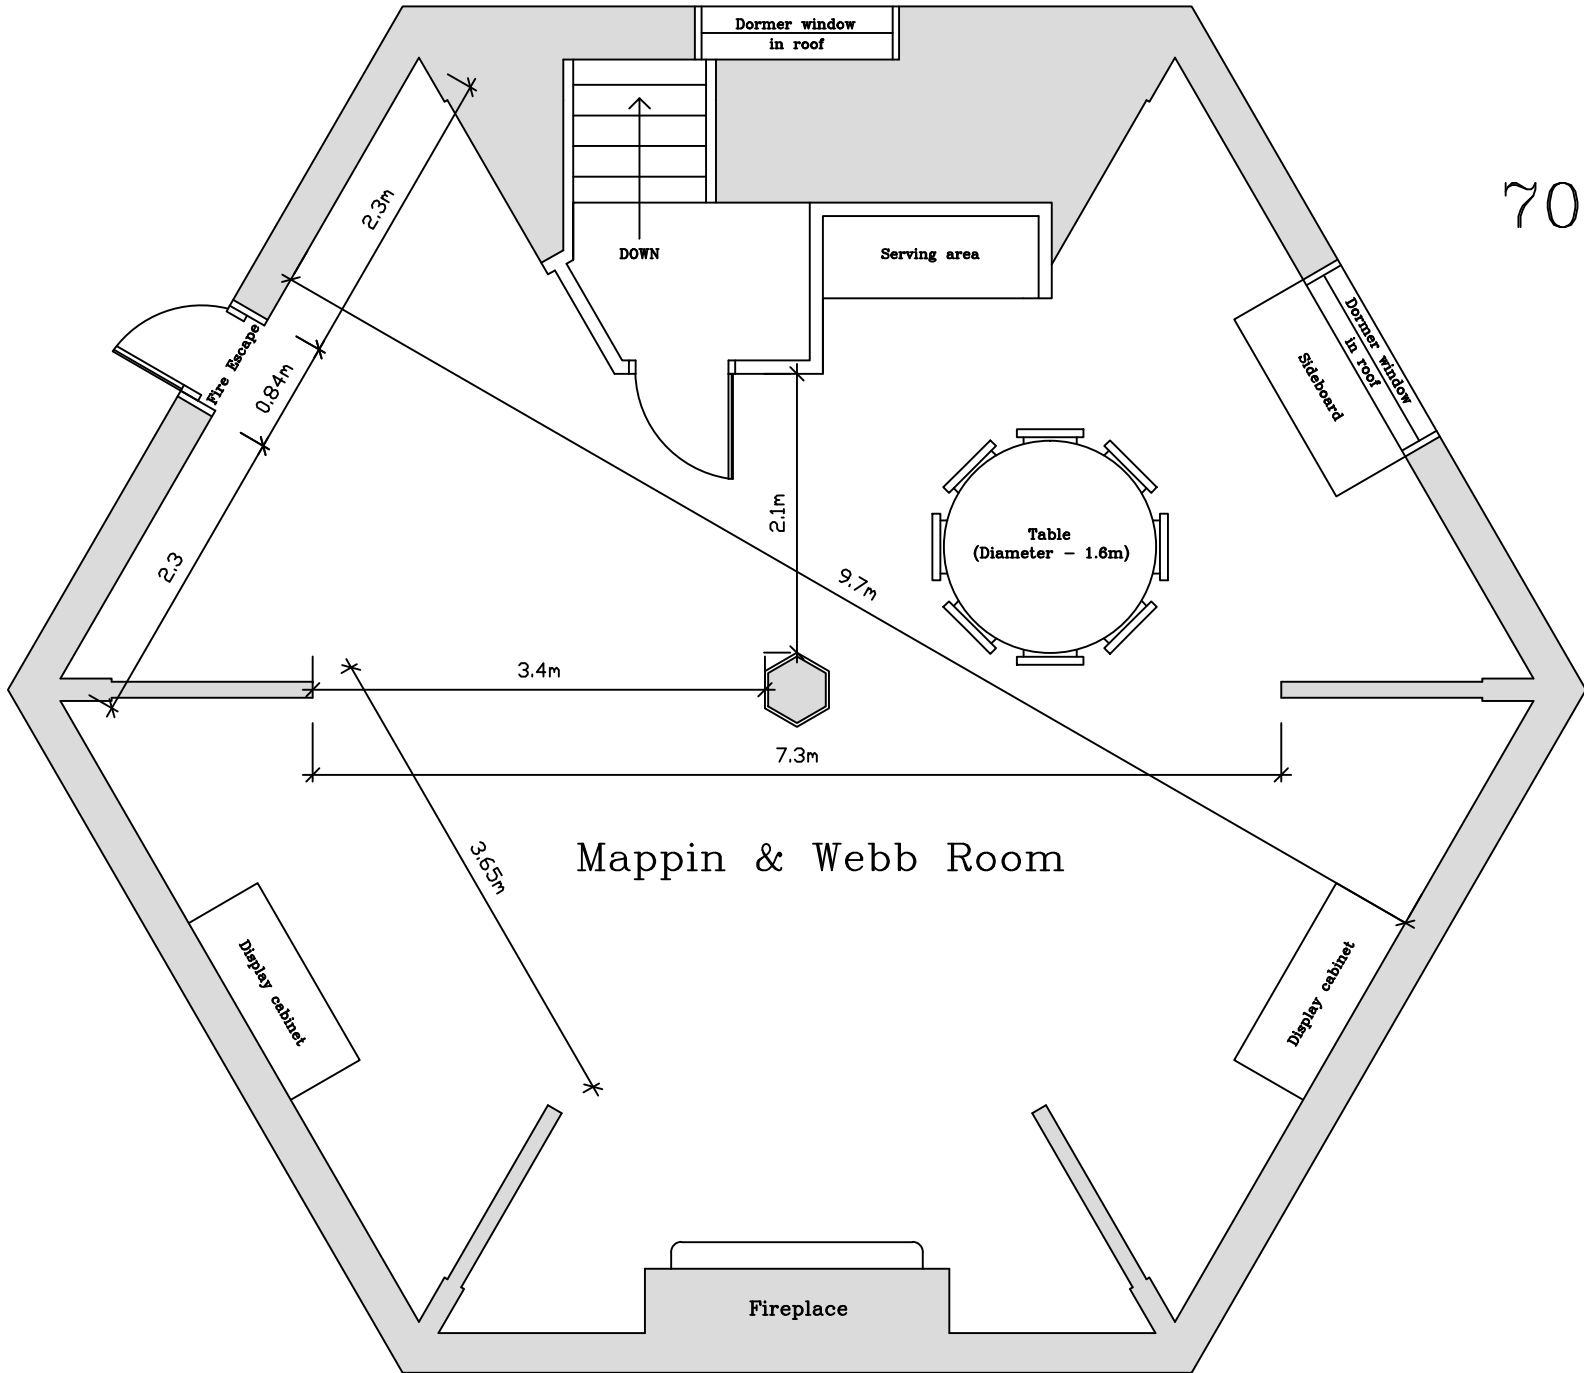 Dormer window
in roof
70
2.3m
DOWN
Serving area
Fire Escape
0.84m
Dormer window
in roof
Sideboard
2.1m
Table
(Diameter - 1.6m)
2.3
9.7m
3.4m
7.3m
3.65m
Mappin & Webb Room
Display cabinet
Display cabinet
Fireplace